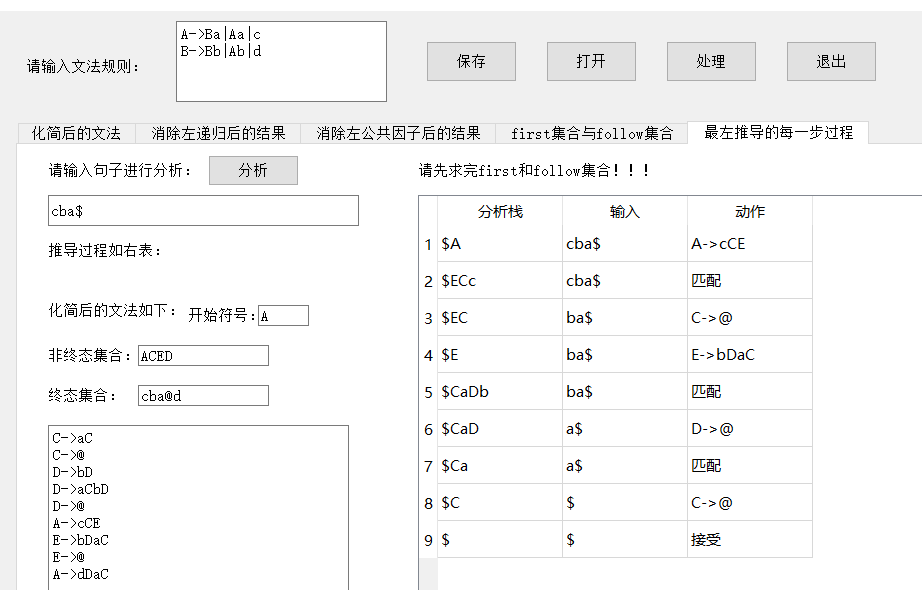 请输入文法规则：
A->Ba|Aa|c
B->Bb|Ab|d
保存
打开
处理
退出
化简后的文法
消除左递归后的结果
消除左公共因子后的结果
first集合与follow集合
最左推导的每一步过程
请输入句子进行分析：
分析
cba$
推导过程如右表：
化简后的文法如下：
开始符号:
A
非终态集合：
ACED
终态集合：
cba@d
C->aC
C->@
D->bD
D->aCbD
D->@
A->cCE
E->bDaC
E->@
A->dDaC
请先求完first和follow集合！！！
分析栈 输入 动作
1 $A cba$ A->cCE
2 $ECc cba$ 匹配
3 $EC ba$ C->@
4 $E ba$ E->bDaC
5 $CaDb ba$ 匹配
6 $CaD a$ D->@
7 $Ca a$ 匹配
8 $C $ C->@
9 $ $ 接受